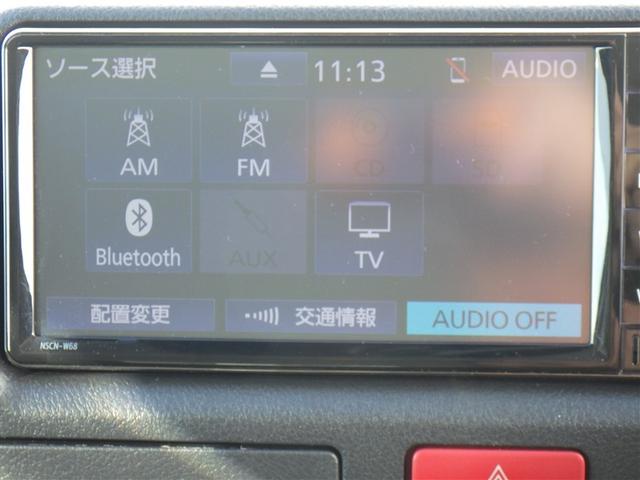 ソース選択 11:13 AUDIO
AM FM CD SD
Bluetooth AUX TV
配置変更 交通情報 AUDIO OFF
NSCN-W68